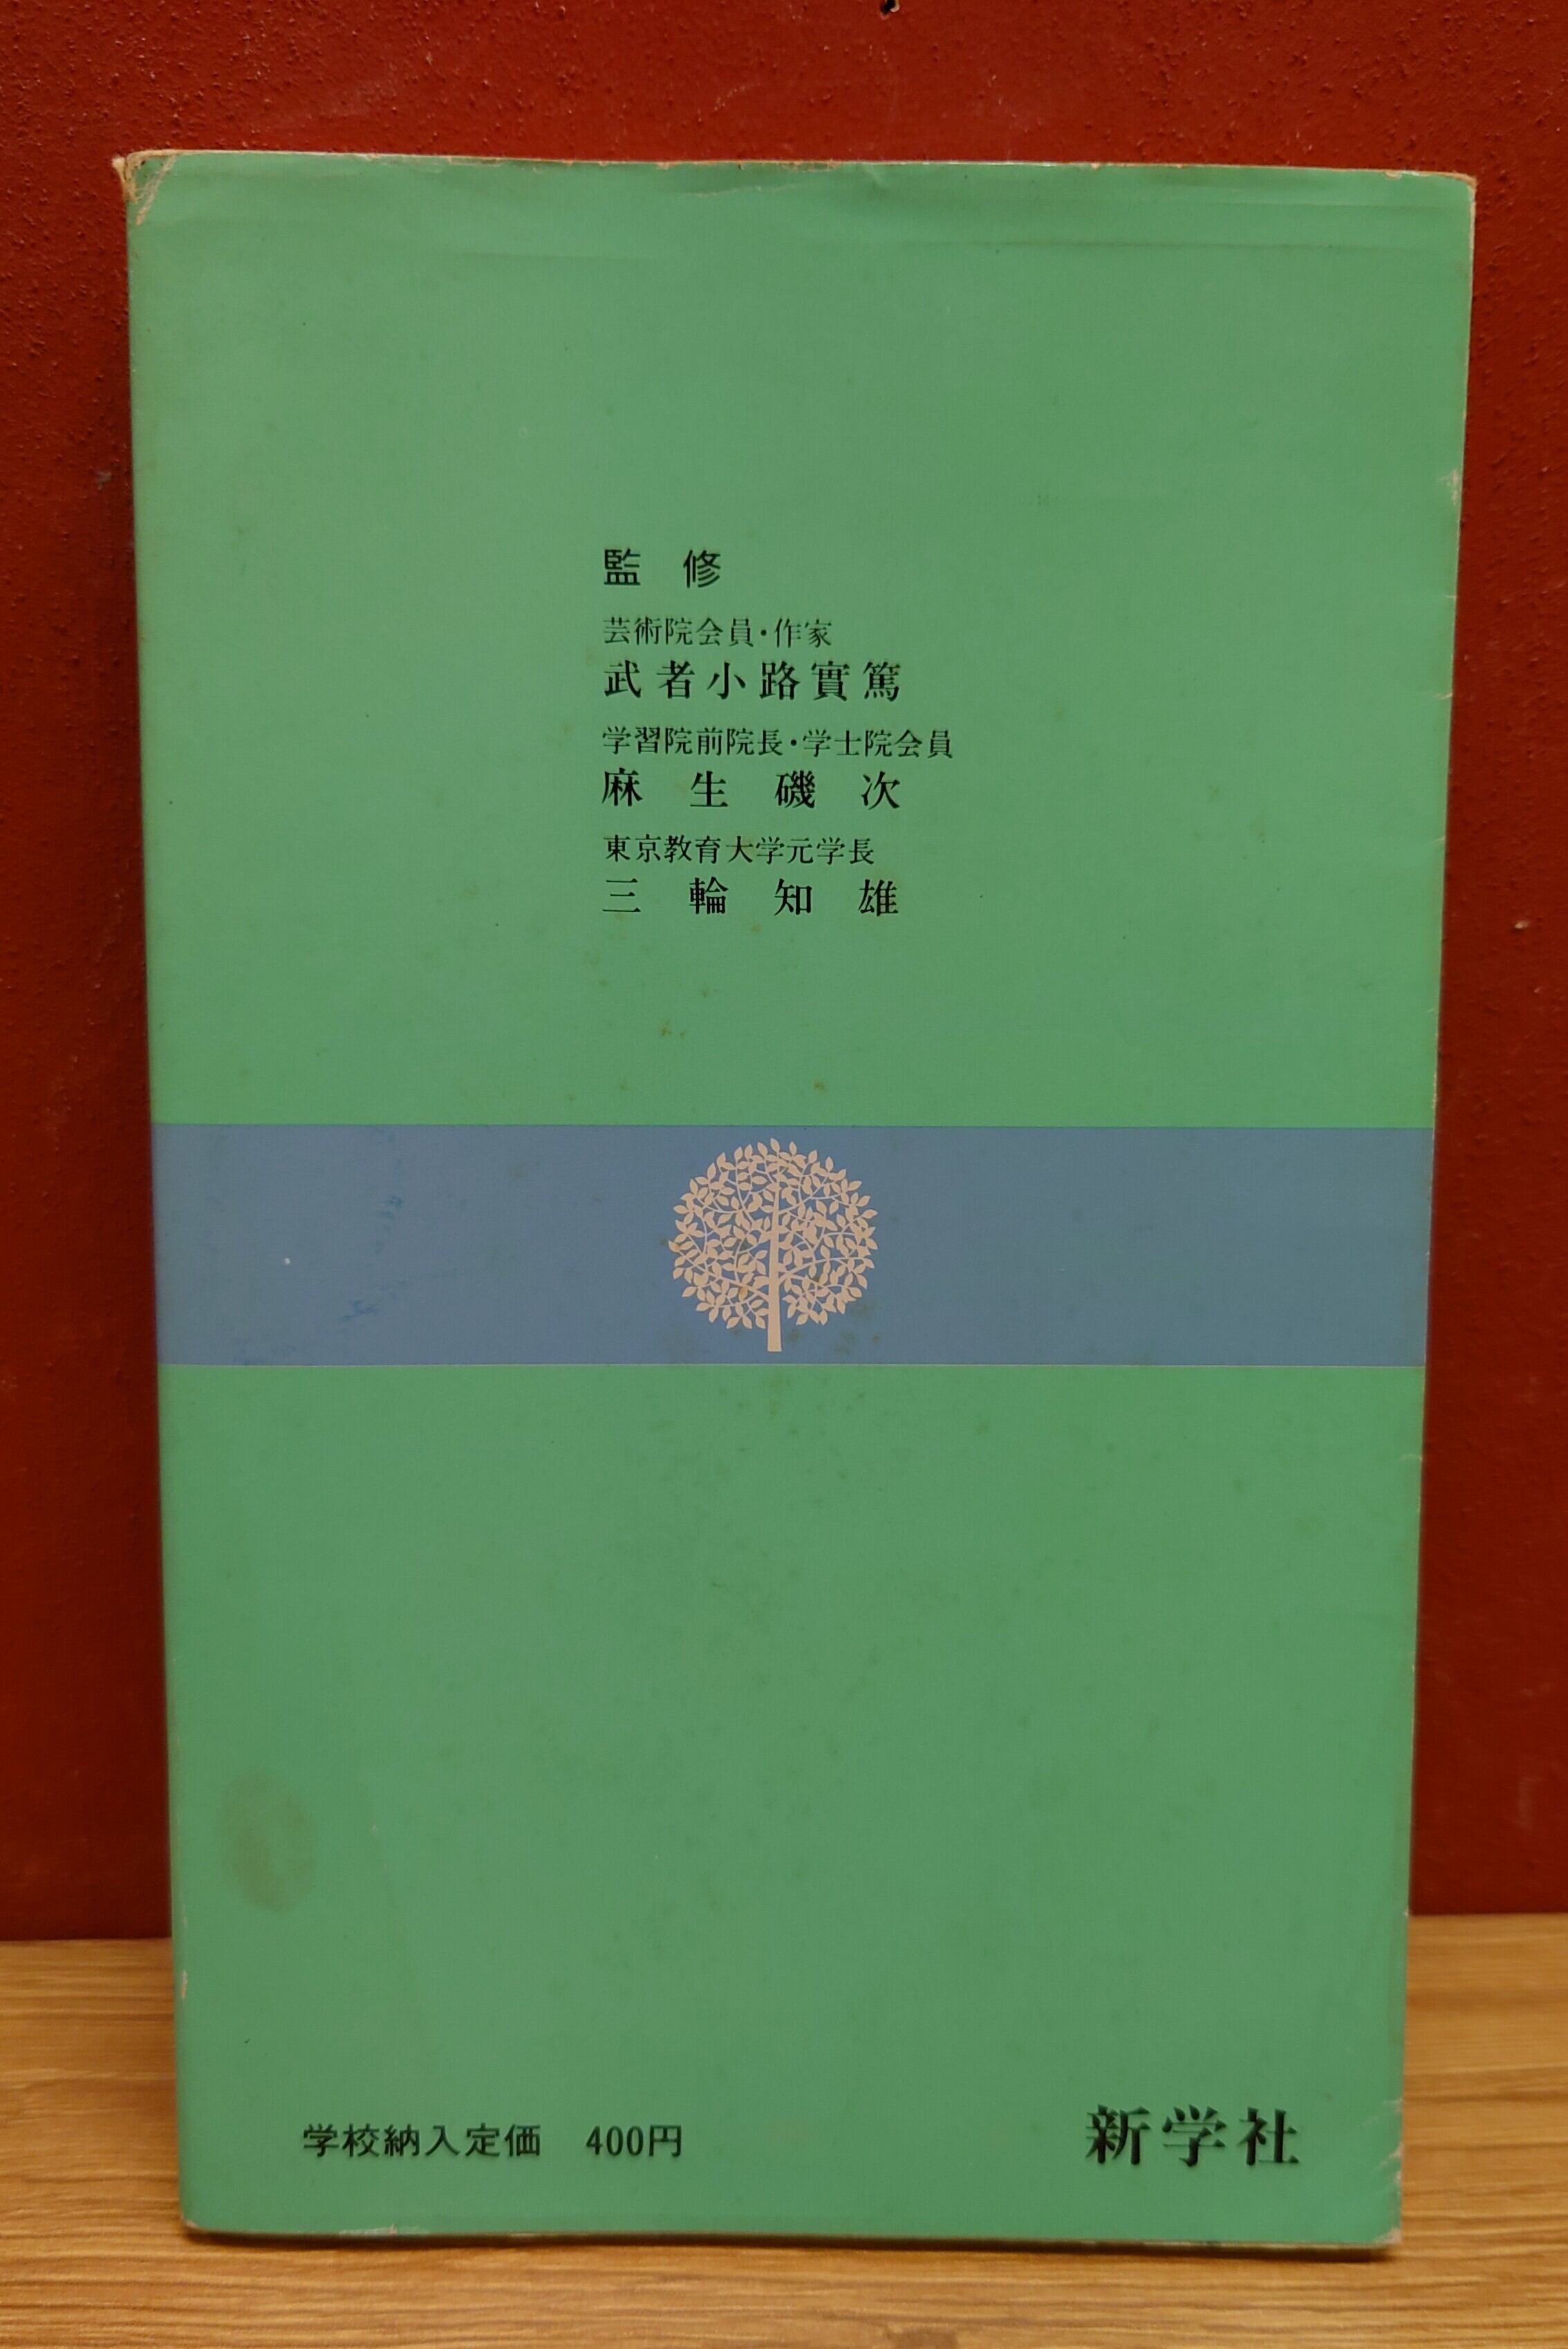 監修
芸術院会員・作家
武者小路實篤
学習院前院長・学士院会員
麻生磯次
東京教育大学元学長
三輪知雄
学校納入定価 400円
新学社